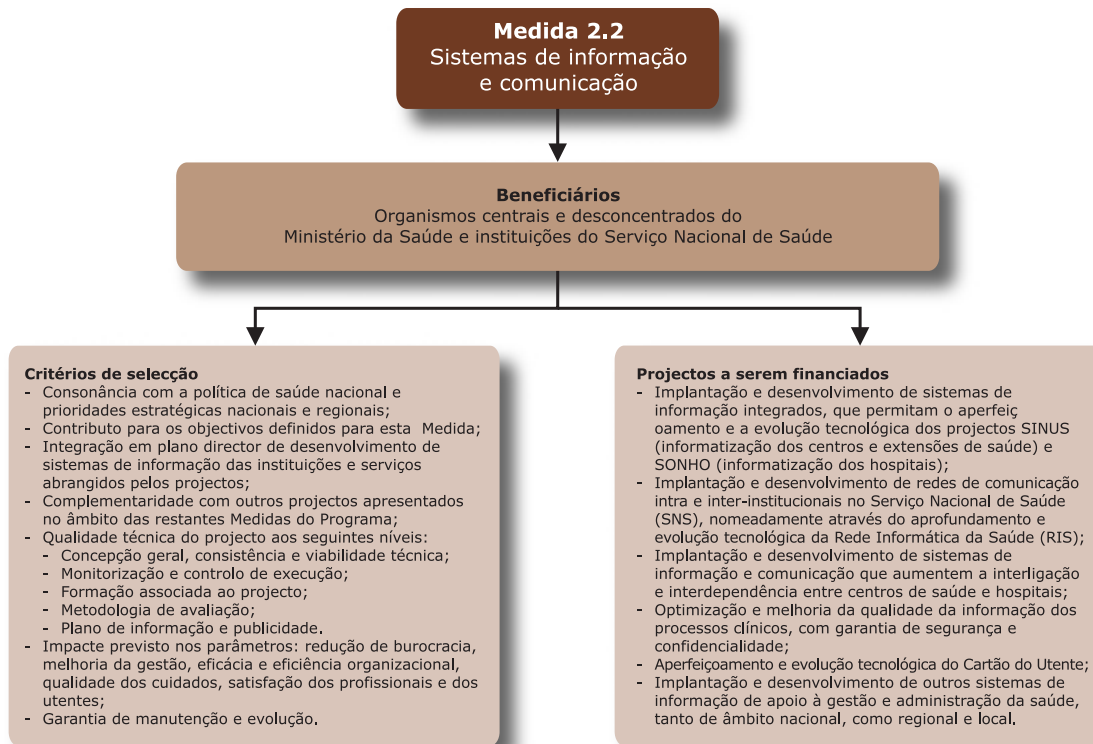 Medida 2.2
Sistemas de informação
e comunicação
Beneficiários
Organismos centrais e desconcentrados do
Ministério da Saúde e instituições do Serviço Nacional de Saúde
Critérios de selecção
- Consonância com a política de saúde nacional e
prioridades estratégicas nacionais e regionais;
- Contributo para os objectivos definidos para esta Medida;
- Integração em plano director de desenvolvimento de
sistemas de informação das instituições e serviços
abrangidos pelos projectos;
- Complementaridade com outros projectos apresentados
no âmbito das restantes Medidas do Programa;
- Qualidade técnica do projecto aos seguintes níveis:
- Concepção geral, consistência e viabilidade técnica;
- Monitorização e controlo de execução;
- Formação associada ao projecto;
- Metodologia de avaliação;
- Plano de informação e publicidade.
- Impacte previsto nos parâmetros: redução de burocracia,
melhoria da gestão, eficácia e eficiência organizacional,
qualidade dos cuidados, satisfação dos profissionais e dos
utentes;
- Garantia de manutenção e evolução.
Projectos a serem financiados
- Implantação e desenvolvimento de sistemas de
informação integrados, que permitam o aperfeiç
oamento e a evolução tecnológica dos projectos SINUS
(informatização dos centros e extensões de saúde) e
SONHO (informatização dos hospitais);
- Implantação e desenvolvimento de redes de comunicação
intra e inter-institucionais no Serviço Nacional de Saúde
(SNS), nomeadamente através do aprofundamento e
evolução tecnológica da Rede Informática da Saúde (RIS);
- Implantação e desenvolvimento de sistemas de
informação e comunicação que aumentem a interligação
e interdependência entre centros de saúde e hospitais;
- Optimização e melhoria da qualidade da informação dos
processos clínicos, com garantia de segurança e
confidencialidade;
- Aperfeiçoamento e evolução tecnológica do Cartão do Utente;
- Implantação e desenvolvimento de outros sistemas de
informação de apoio à gestão e administração da saúde,
tanto de âmbito nacional, como regional e local.